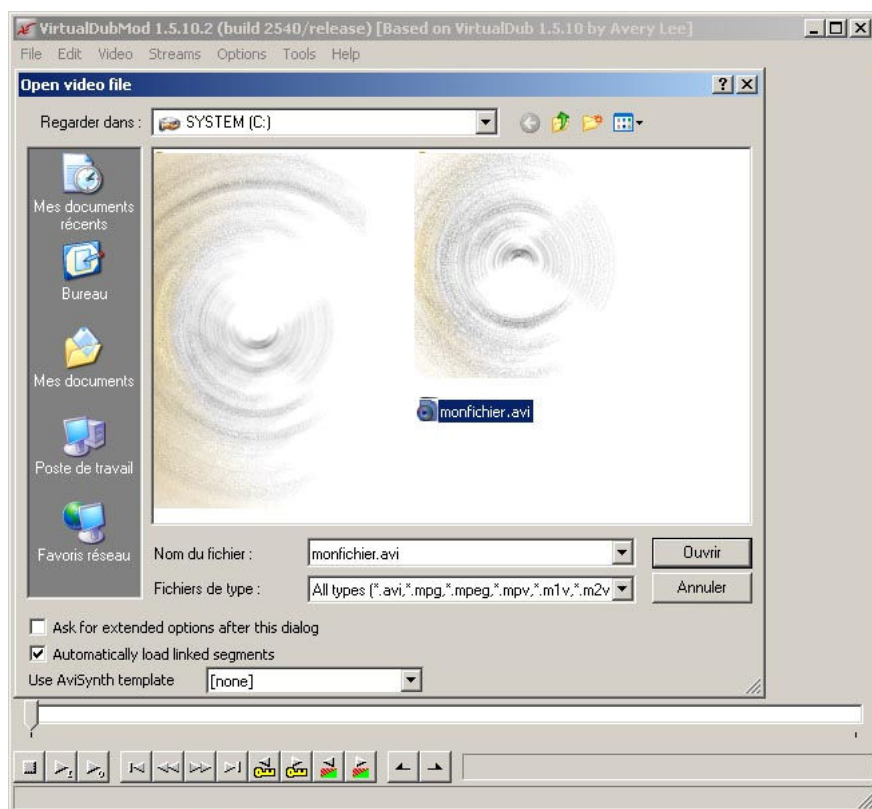 VirtualDubMod 1.5.10.2 (build 2540/release) [Based on VirtualDub 1.5.10 by Avery Lee]
File Edit Video Streams Options Tools Help
Open video file
Regarder dans :
SYSTEM (C:)
Mes documents
récents
Bureau
Mes documents
Poste de travail
Favoris réseau
monfichier.avi
Nom du fichier :
monfichier.avi
Ouvrir
Fichiers de type :
All types (*.avi,*.mpg,*.mpeg,*.mpv,*.m1v,*.m2v
Annuler
Ask for extended options after this dialog
Automatically load linked segments
Use AviSynth template
[none]